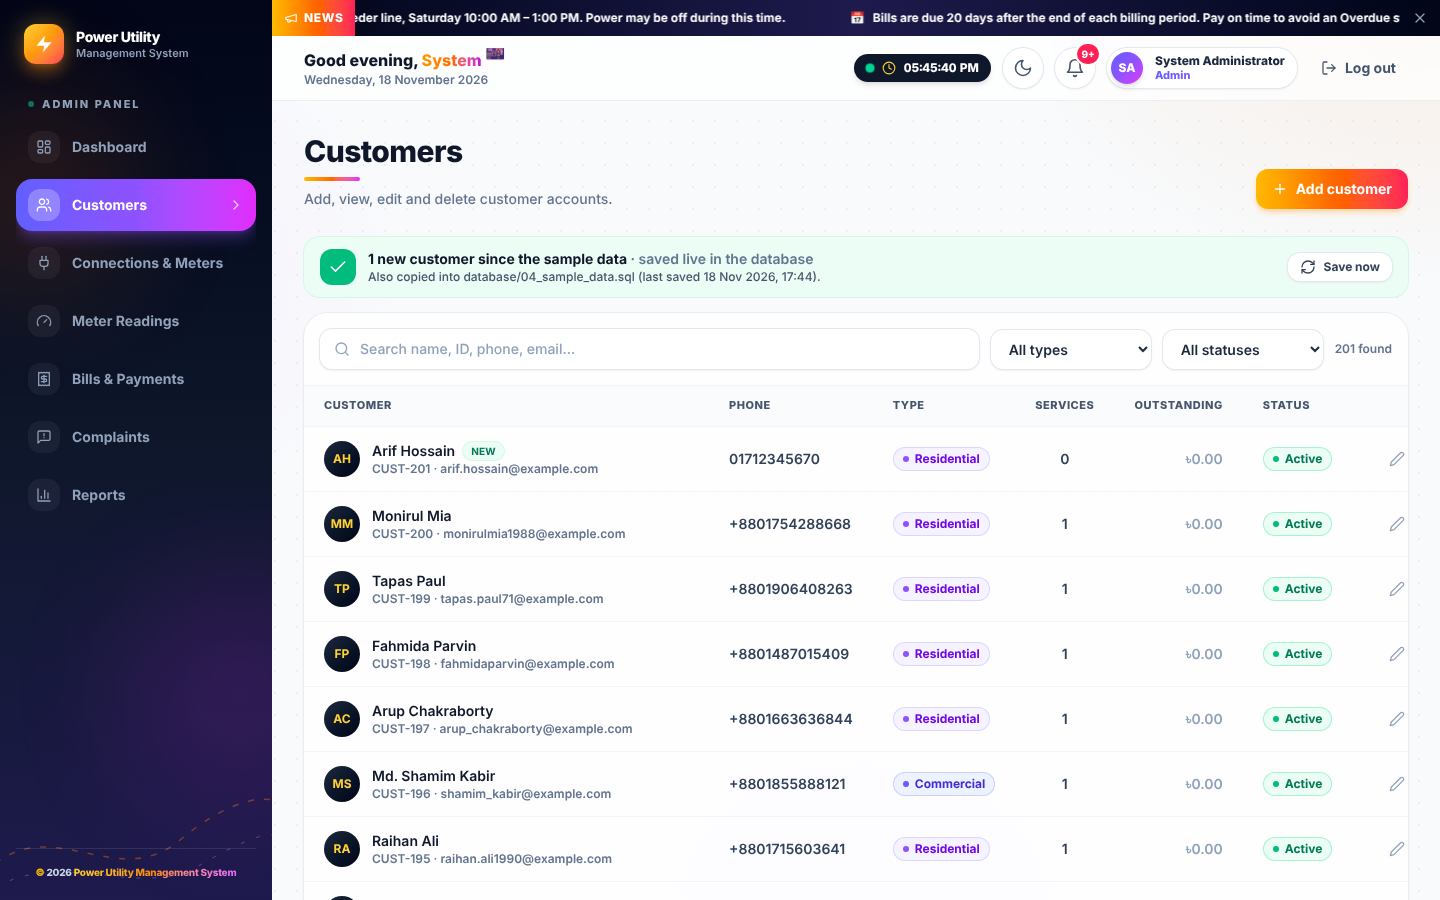 Power Utility
Management System
ADMIN PANEL
Dashboard
Customers
Connections & Meters
Meter Readings
Bills & Payments
Complaints
Reports
© 2026 Power Utility Management System
NEWS
line, Saturday 10:00 AM – 1:00 PM. Power may be off during this time.
📅 Bills are due 20 days after the end of each billing period. Pay on time to avoid an Overdue s
Good evening, System
Wednesday, 18 November 2026
05:45:40 PM
9+
SA
System Administrator
Admin
Log out
Customers
Add, view, edit and delete customer accounts.
Add customer
1 new customer since the sample data · saved live in the database
Also copied into database/04_sample_data.sql (last saved 18 Nov 2026, 17:44).
Save now
Search name, ID, phone, email...
All types
All statuses
201 found
CUSTOMER PHONE TYPE SERVICES OUTSTANDING STATUS
AH Arif Hossain NEW
CUST-201 · arif.hossain@example.com
01712345670 Residential 0 ৳0.00 Active
MM Monirul Mia
CUST-200 · monirulmia1988@example.com
+8801754288668 Residential 1 ৳0.00 Active
TP Tapas Paul
CUST-199 · tapas.paul71@example.com
+8801906408263 Residential 1 ৳0.00 Active
FP Fahmida Parvin
CUST-198 · fahmidaparvin@example.com
+8801487015409 Residential 1 ৳0.00 Active
AC Arup Chakraborty
CUST-197 · arup_chakraborty@example.com
+8801663636844 Residential 1 ৳0.00 Active
MS Md. Shamim Kabir
CUST-196 · shamim_kabir@example.com
+8801855888121 Commercial 1 ৳0.00 Active
RA Raihan Ali
CUST-195 · raihan.ali1990@example.com
+8801715603641 Residential 1 ৳0.00 Active